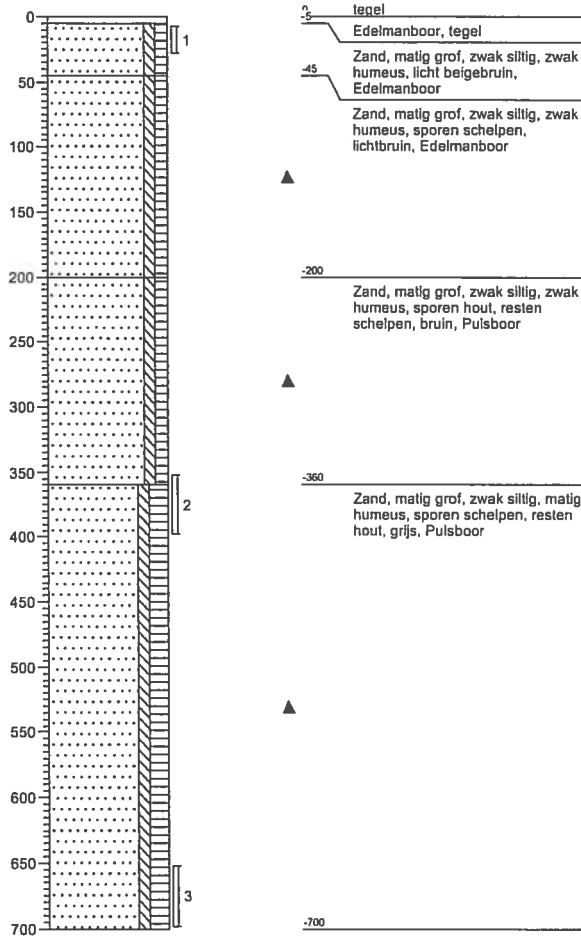 0
50
100
150
200
250
300
350
400
450
500
550
600
650
700
1
2
3
0
tegel
-5
Edelmanboor, tegel
Zand, matig grof, zwak siltig, zwak
humeus, licht beigebruin,
Edelmanboor
-45
Zand, matig grof, zwak siltig, zwak
humeus, sporen schelpen,
lichtbruin, Edelmanboor
-200
Zand, matig grof, zwak siltig, zwak
humeus, sporen hout, resten
schelpen, bruin, Pulsboor
-360
Zand, matig grof, zwak siltig, matig
humeus, sporen schelpen, resten
hout, grijs, Pulsboor
-700